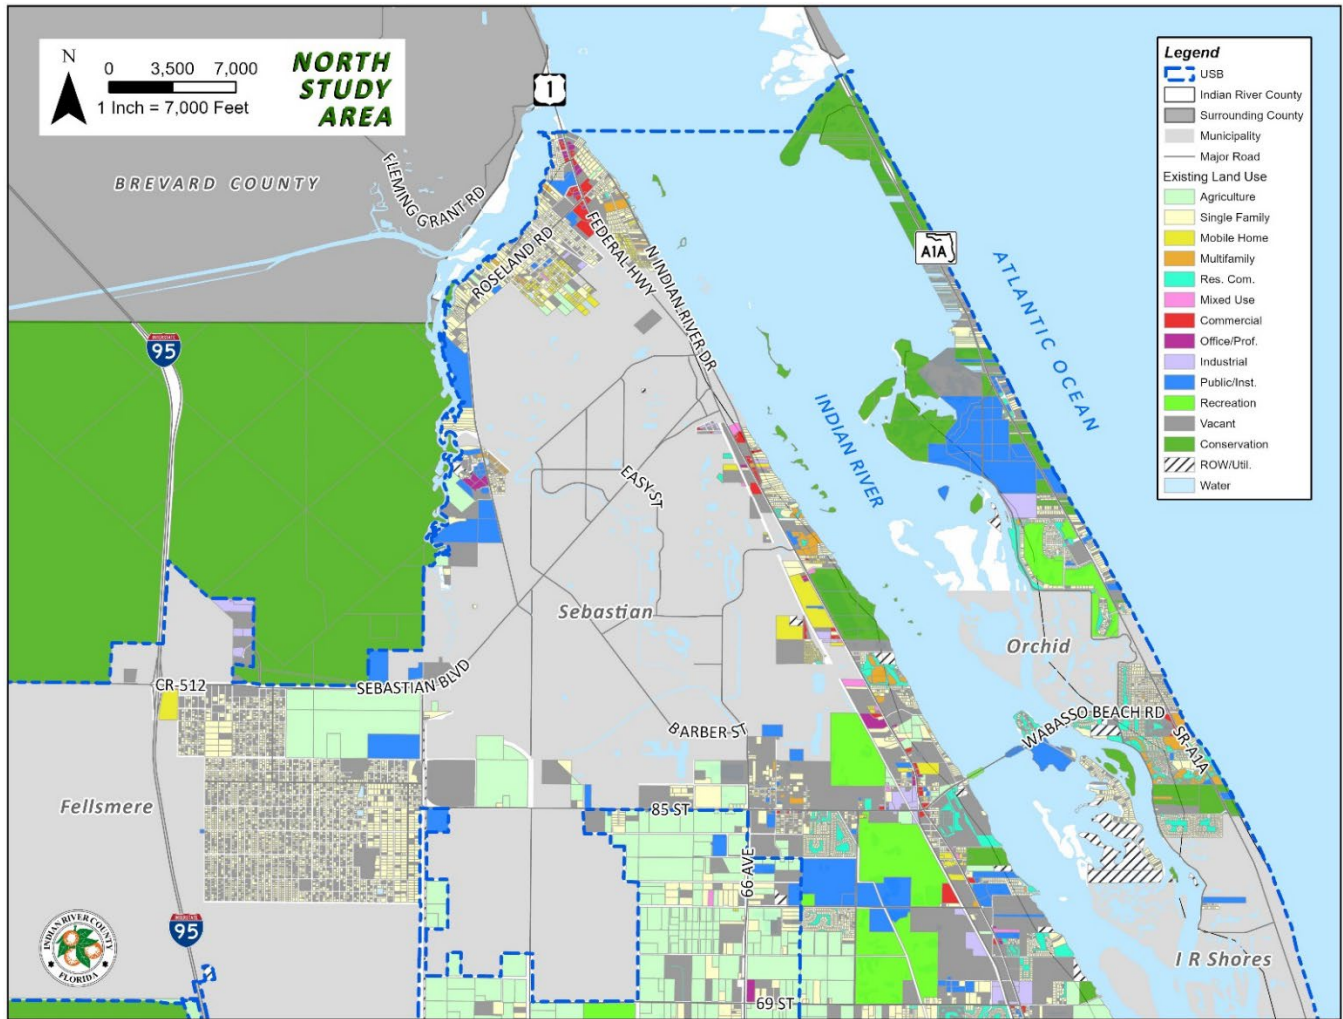 N
0 3,500 7,000
1 Inch = 7,000 Feet
NORTH
STUDY
AREA
1
BREVARD COUNTY
FLEMING GRANT RD
ROSELAND RD
FEDERAL HWY
N INDIAN RIVER DR
A1A
ATLANTIC OCEAN
INDIAN RIVER
INTERSTATE
95
EASY ST
Sebastian
Orchid
CR-512
SEBASTIAN BLVD
BARBER ST
WABASSO BEACH RD
SR-A1A
Fellsmere
85 ST
66 AVE
INTERSTATE
95
I R Shores
69 ST
INDIAN RIVER COUNTY
FLORIDA
Legend
USB
Indian River County
Surrounding County
Municipality
Major Road
Existing Land Use
Agriculture
Single Family
Mobile Home
Multifamily
Res. Com.
Mixed Use
Commercial
Office/Prof.
Industrial
Public/Inst.
Recreation
Vacant
Conservation
ROW/Util.
Water